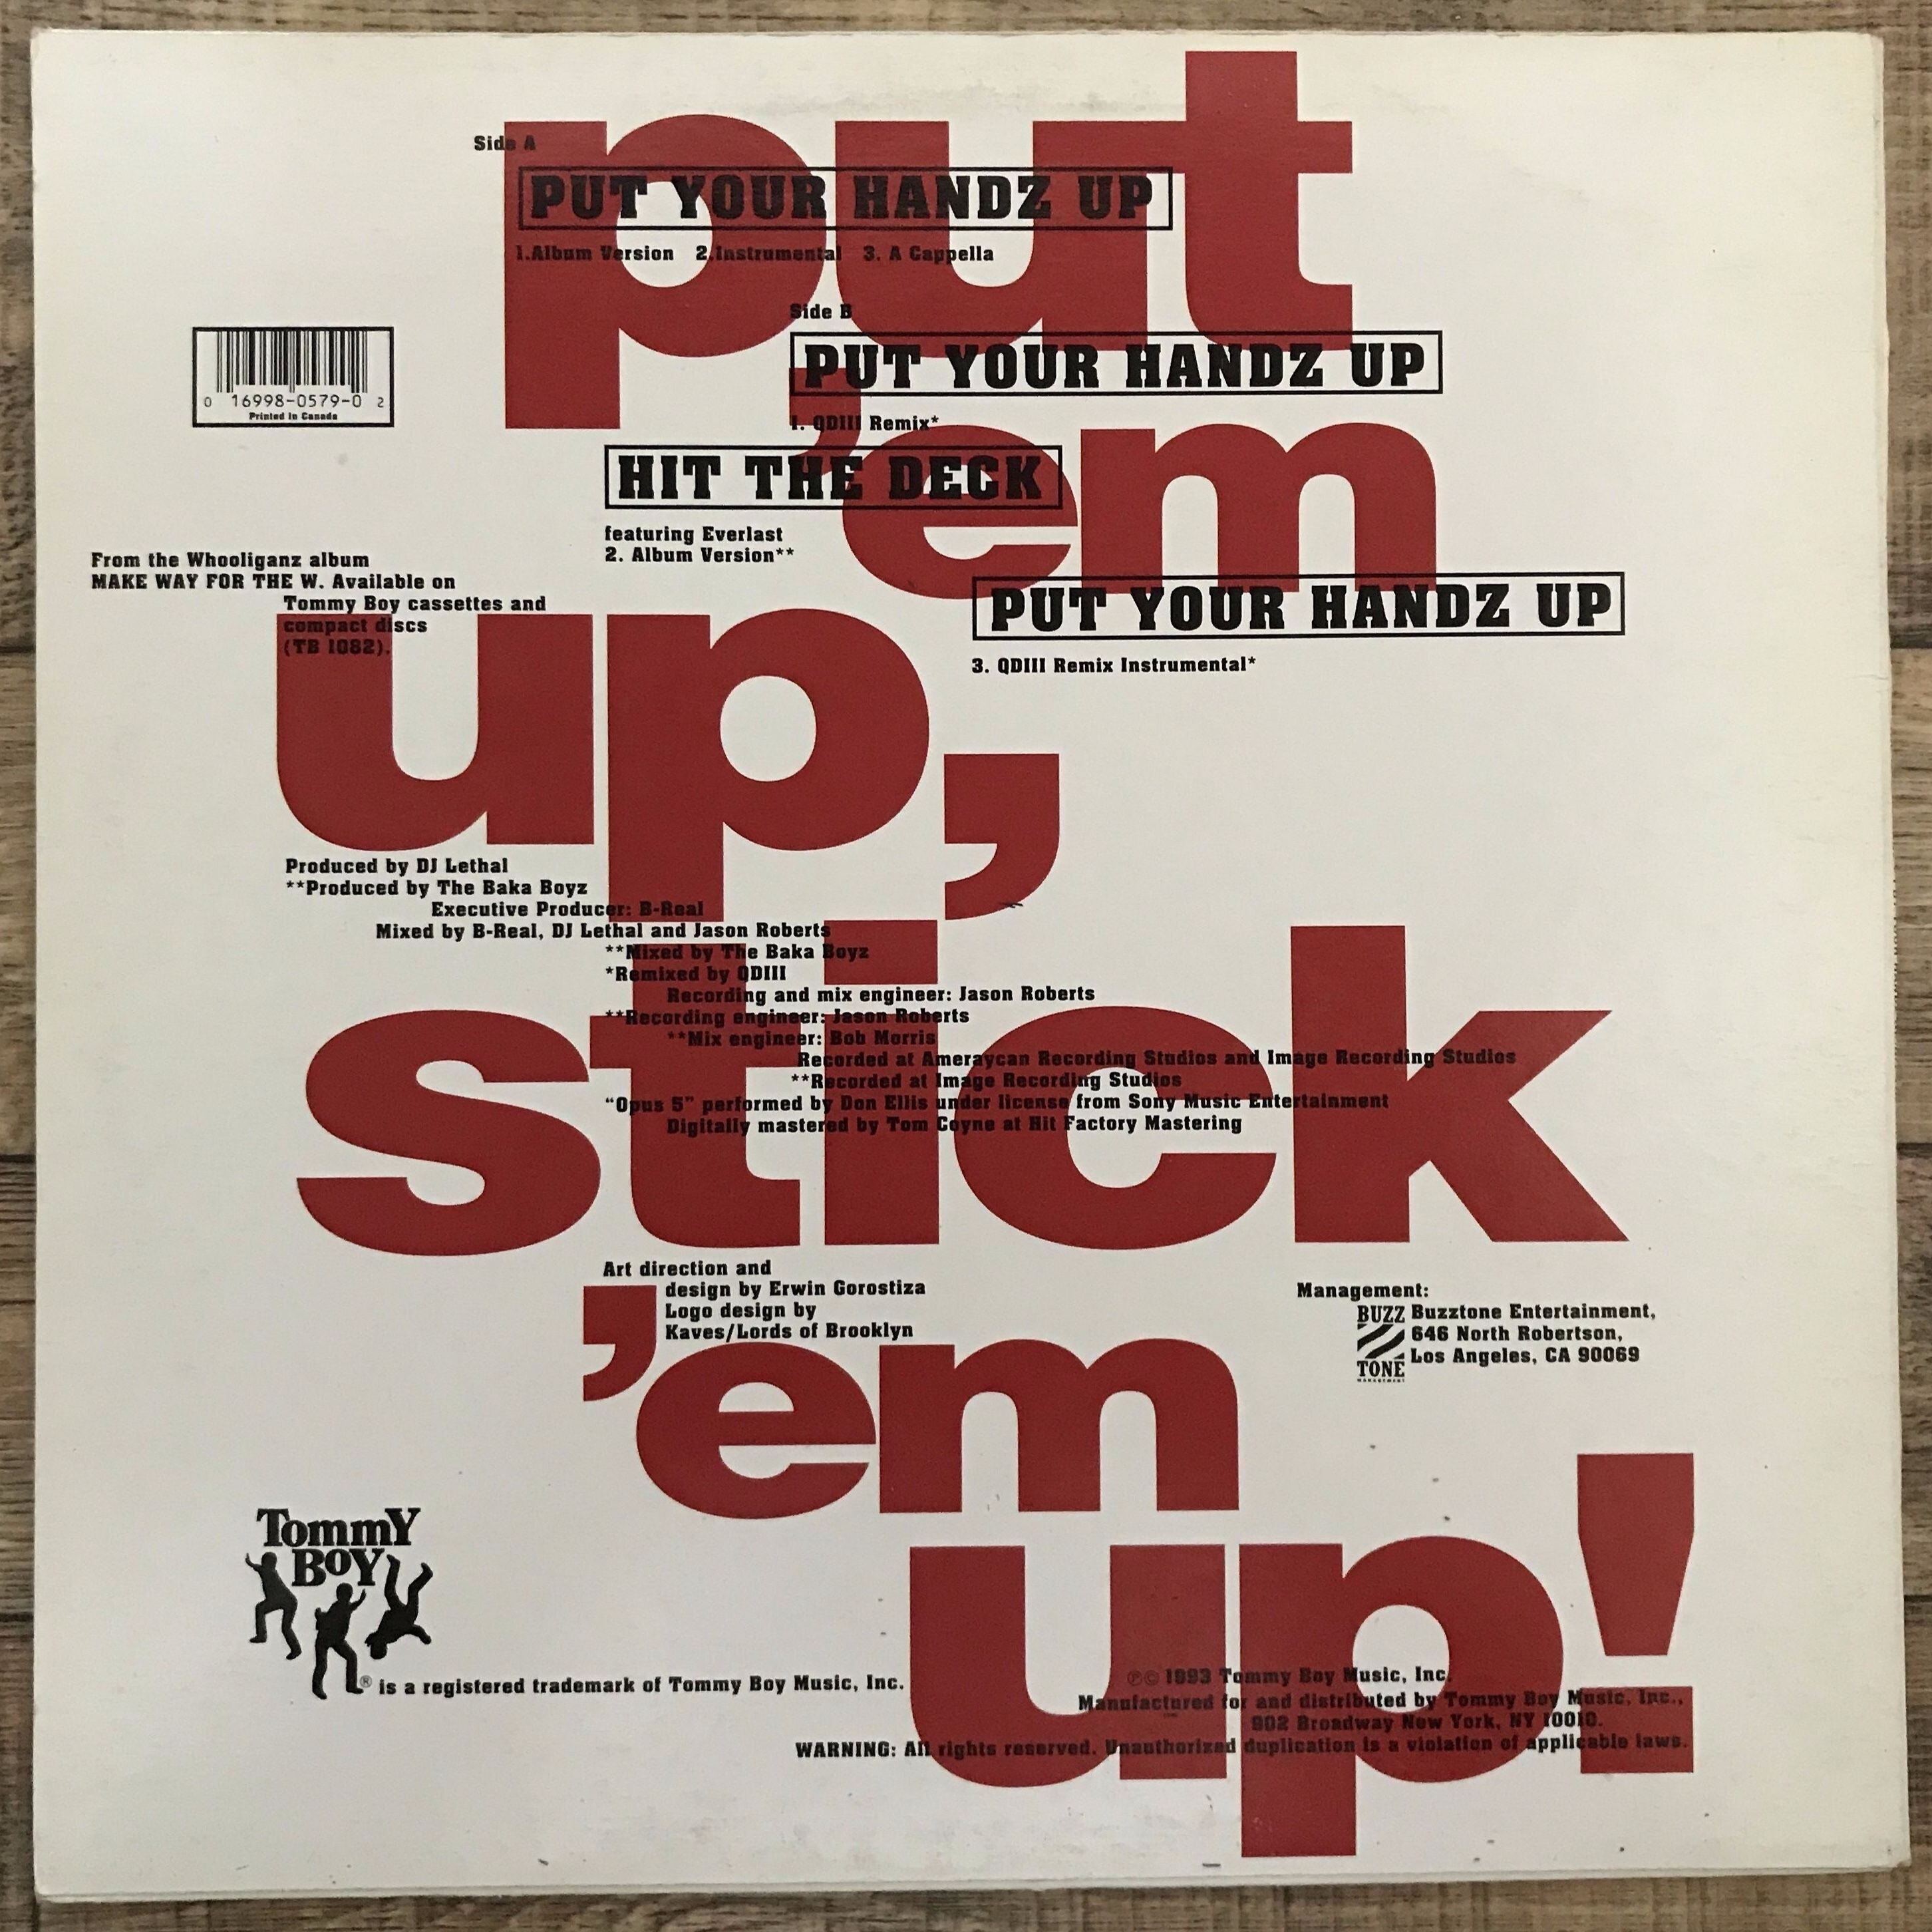 put
'em
up,
stick
'em
up!
Side A
PUT YOUR HANDZ UP
1.Album Version 2.Instrumental 3. A Cappella
Side B
PUT YOUR HANDZ UP
1. QDIII Remix*
HIT THE DECK
featuring Everlast
2. Album Version**
PUT YOUR HANDZ UP
3. QDIII Remix Instrumental*
0 16998-0579-0 2
Printed in Canada
From the Whooliganz album
MAKE WAY FOR THE W. Available on
Tommy Boy cassettes and
compact discs
(TB 1082).
Produced by DJ Lethal
**Produced by The Baka Boyz
Executive Producer: B-Real
Mixed by B-Real, DJ Lethal and Jason Roberts
**Mixed by The Baka Boyz
*Remixed by QDIII
Recording and mix engineer: Jason Roberts
**Recording engineer: Jason Roberts
**Mix engineer: Bob Morris
Recorded at Ameraycan Recording Studios and Image Recording Studios
**Recorded at Image Recording Studios
“Opus 5” performed by Don Ellis under license from Sony Music Entertainment
Digitally mastered by Tom Coyne at Hit Factory Mastering
Art direction and
design by Erwin Gorostiza
Logo design by
Kaves/Lords of Brooklyn
Management:
BUZZ
TONE
Buzztone Entertainment,
646 North Robertson,
Los Angeles, CA 90069
TommY
BOY
® is a registered trademark of Tommy Boy Music, Inc.
℗© 1993 Tommy Boy Music, Inc.
Manufactured for and distributed by Tommy Boy Music, Inc.,
902 Broadway New York, NY 10010.
WARNING: All rights reserved. Unauthorized duplication is a violation of applicable laws.